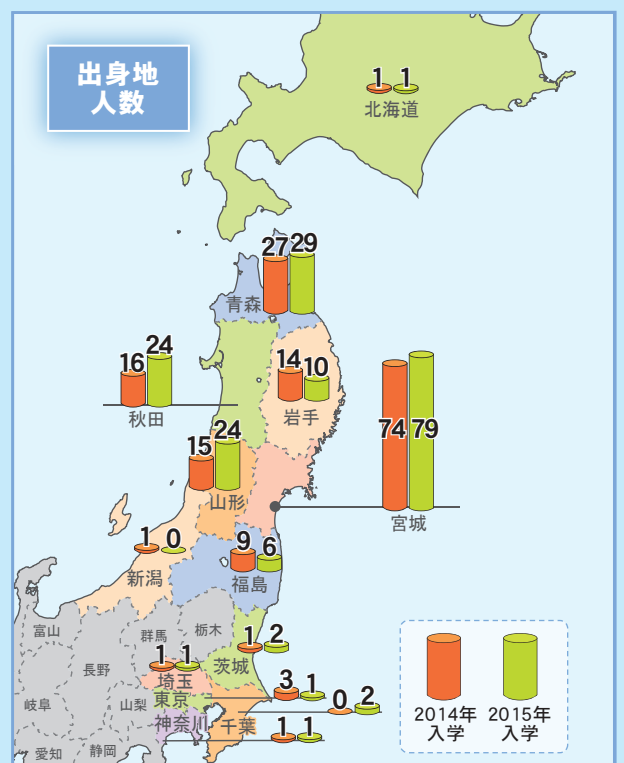 出身地
人数
1 1
北海道
27 29
青森
16 24
秋田
14 10
岩手
74 79
宮城
15 24
山形
1 0
新潟
9 6
福島
富山
群馬
栃木
1 2
茨城
長野
1 1
埼玉
東京
3 1
0 2
岐阜
山梨
神奈川
千葉
1 1
愛知
静岡
2014年
入学
2015年
入学